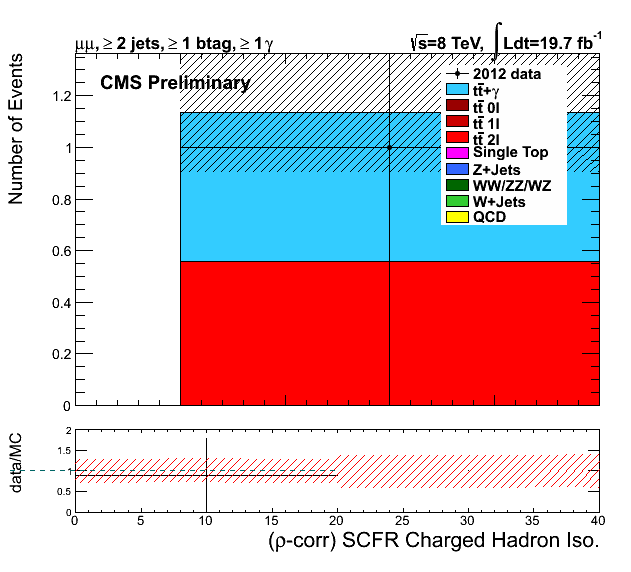 μμ, ≥ 2 jets, ≥ 1 btag, ≥ 1 γ
√s=8 TeV, ∫Ldt=19.7 fb⁻¹
CMS Preliminary
Number of Events
1.2
1
0.8
0.6
0.4
0.2
0
2012 data
tt̄+γ
tt̄ 0l
tt̄ 1l
tt̄ 2l
Single Top
Z+Jets
WW/ZZ/WZ
W+Jets
QCD
data/MC
2
1.5
1
0.5
0
0 5 10 15 20 25 30 35 40
(ρ-corr) SCFR Charged Hadron Iso.